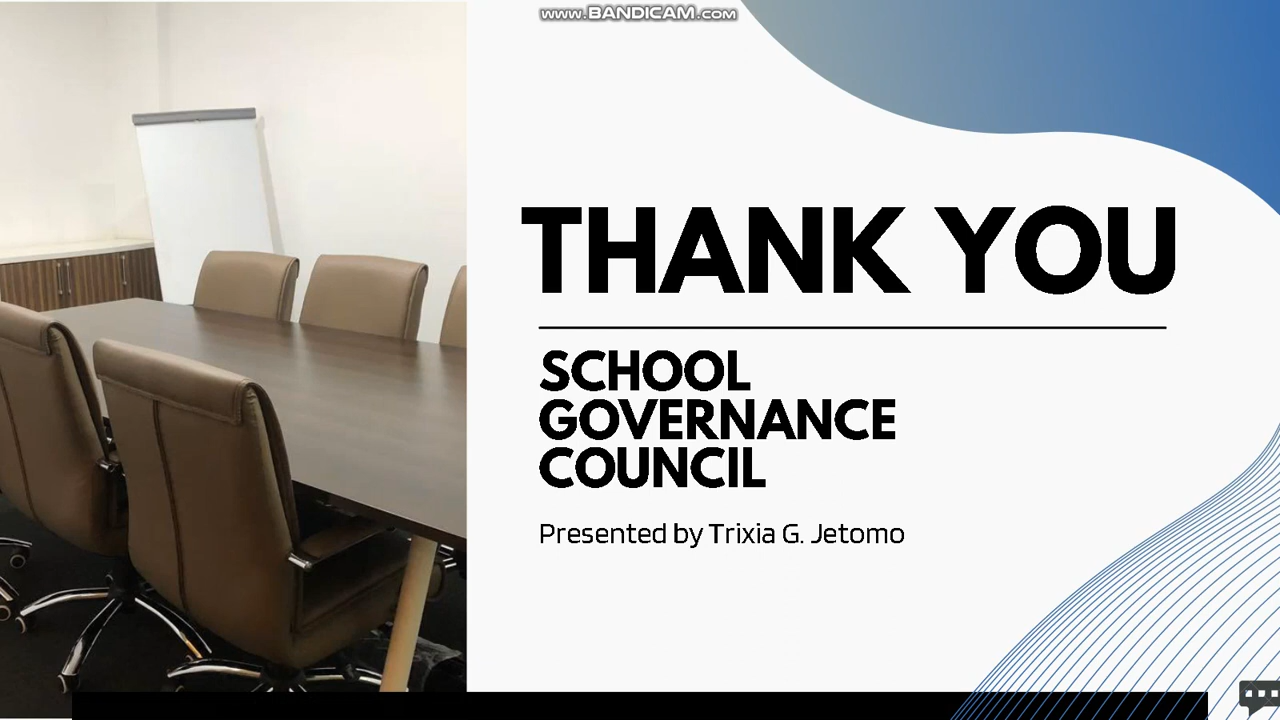 www.BANDICAM.com
THANK YOU
SCHOOL
GOVERNANCE
COUNCIL
Presented by Trixia G. Jetomo